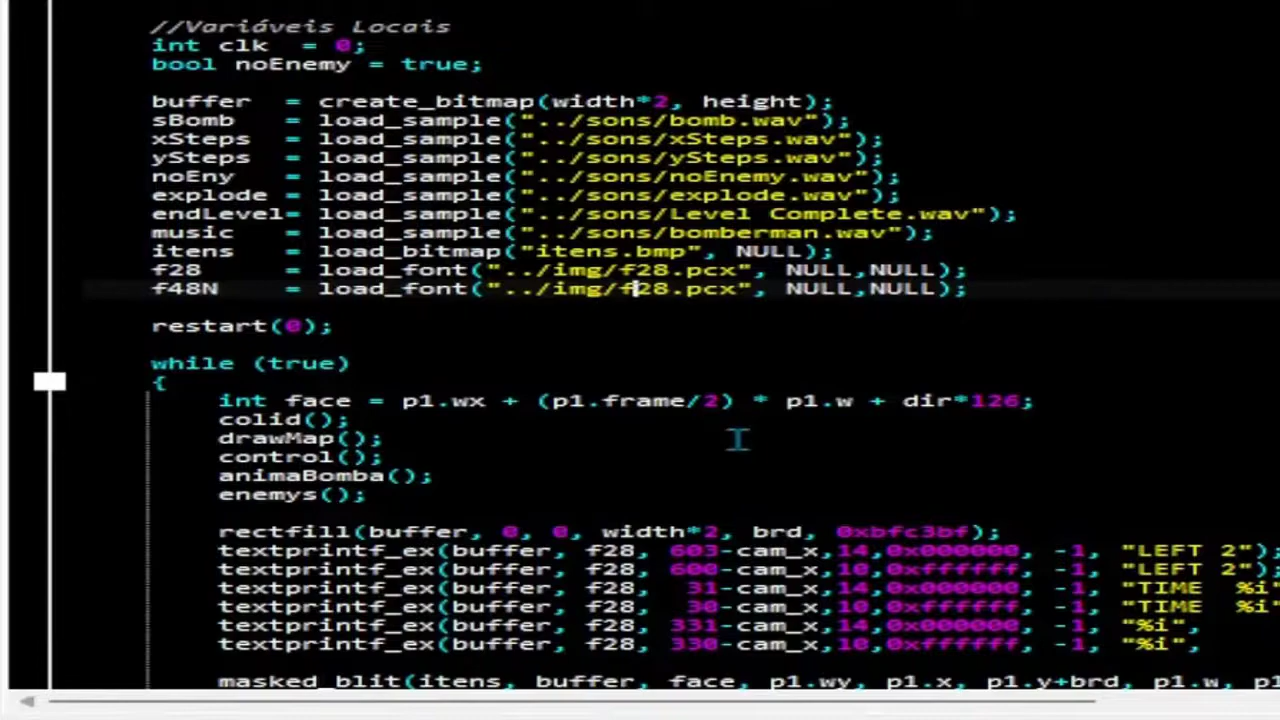 //Variáveis Locais
int clk  = 0;
bool noEnemy = true;
buffer  = create_bitmap(width*2, height);
sBomb   = load_sample("../sons/bomb.wav");
xSteps  = load_sample("../sons/xSteps.wav");
ySteps  = load_sample("../sons/ySteps.wav");
noEny   = load_sample("../sons/noEnemy.wav");
explode = load_sample("../sons/explode.wav");
endLevel= load_sample("../sons/Level Complete.wav");
music   = load_sample("../sons/bomberman.wav");
itens   = load_bitmap("itens.bmp", NULL);
f28     = load_font("../img/f28.pcx", NULL,NULL);
f48N    = load_font("../img/f28.pcx", NULL,NULL);
restart(0);
while (true)
{
int face = p1.wx + (p1.frame/2) * p1.w + dir*126;
colid();
drawMap();
control();
animaBomba();
enemys();
rectfill(buffer, 0, 0, width*2, brd, 0xbfc3bf);
textprintf_ex(buffer, f28, 603-cam_x,14,0x000000, -1, "LEFT 2");
textprintf_ex(buffer, f28, 600-cam_x,10,0xffffff, -1, "LEFT 2");
textprintf_ex(buffer, f28,  31-cam_x,14,0x000000, -1, "TIME  %i"
textprintf_ex(buffer, f28,  30-cam_x,10,0xffffff, -1, "TIME  %i"
textprintf_ex(buffer, f28, 331-cam_x,14,0x000000, -1, "%i",
textprintf_ex(buffer, f28, 330-cam_x,10,0xffffff, -1, "%i",
masked_blit(itens, buffer, face, p1.wy, p1.x, p1.y+brd, p1.w, p1